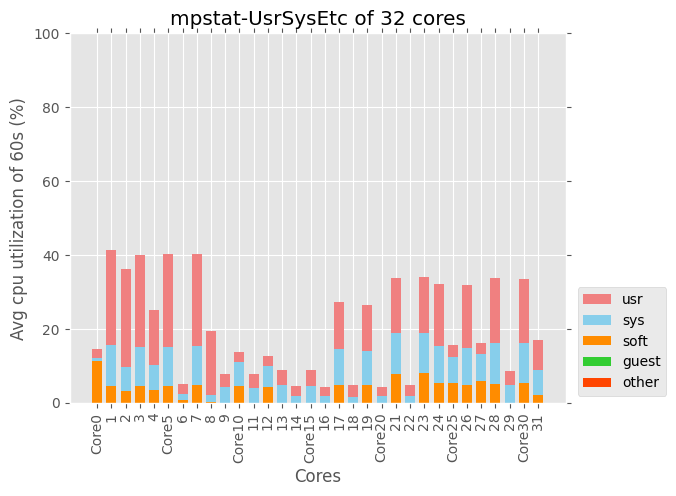 mpstat-UsrSysEtc of 32 cores
Avg cpu utilization of 60s (%)
100
80
60
40
20
0
Core0
1
2
3
4
Core5
6
7
8
9
Core10
11
12
13
14
Core15
16
17
18
19
Core20
21
22
23
24
Core25
26
27
28
29
Core30
31
Cores
usr
sys
soft
guest
other